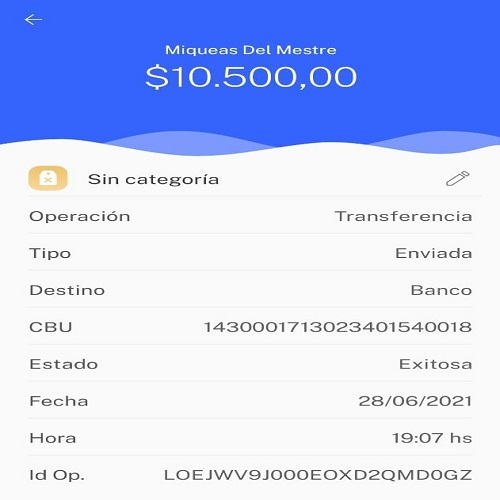 Miqueas Del Mestre
$10.500,00
Sin categoría
Operación Transferencia
Tipo Enviada
Destino Banco
CBU 1430001713023401540018
Estado Exitosa
Fecha 28/06/2021
Hora 19:07 hs
Id Op. LOEJWV9J000EOXD2QMD0GZ